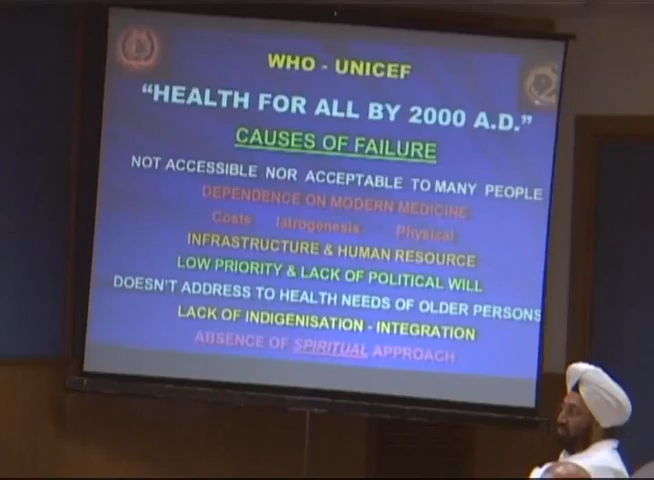 WHO - UNICEF
"HEALTH FOR ALL BY 2000 A.D."
CAUSES OF FAILURE
NOT ACCESSIBLE NOR ACCEPTABLE TO MANY PEOPLE
DEPENDENCE ON MODERN MEDICINE
Costs Iatrogenesis Physical
INFRASTRUCTURE & HUMAN RESOURCE
LOW PRIORITY & LACK OF POLITICAL WILL
DOESN'T ADDRESS TO HEALTH NEEDS OF OLDER PERSONS
LACK OF INDIGENISATION - INTEGRATION
ABSENCE OF SPIRITUAL APPROACH